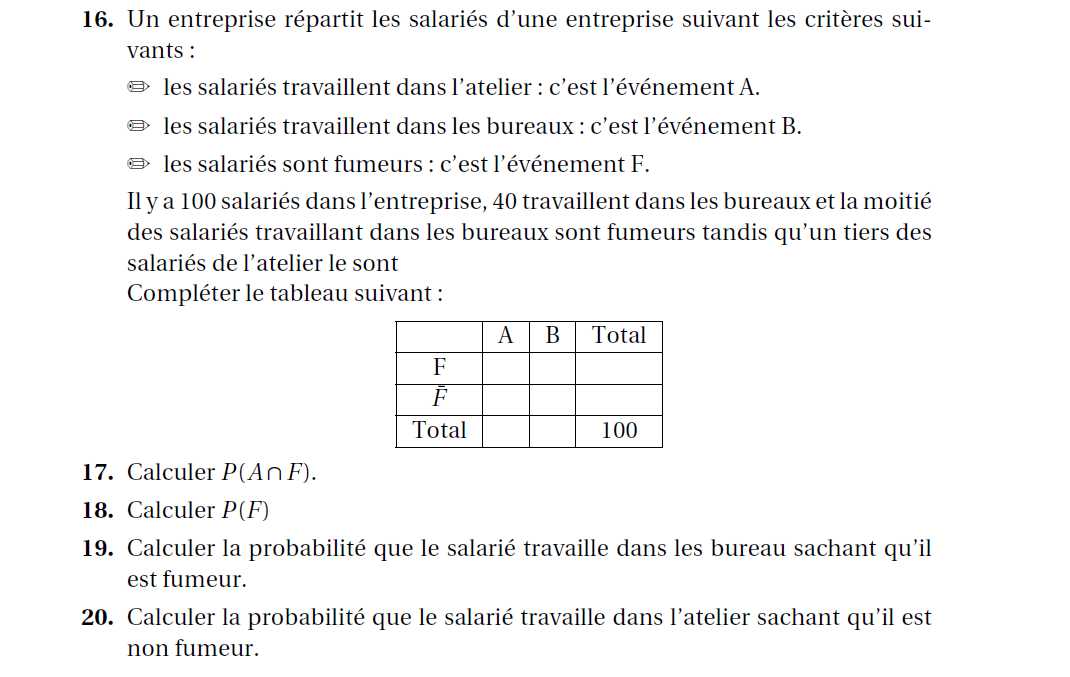 16. Un entreprise répartit les salariés d'une entreprise suivant les critères sui-
vants :
✏ les salariés travaillent dans l'atelier : c'est l'événement A.
✏ les salariés travaillent dans les bureaux : c'est l'événement B.
✏ les salariés sont fumeurs : c'est l'événement F.
Il y a 100 salariés dans l'entreprise, 40 travaillent dans les bureaux et la moitié
des salariés travaillant dans les bureaux sont fumeurs tandis qu'un tiers des
salariés de l'atelier le sont
Compléter le tableau suivant :
A B Total
F
F̄
Total 100
17. Calculer P(A∩F).
18. Calculer P(F)
19. Calculer la probabilité que le salarié travaille dans les bureau sachant qu'il
est fumeur.
20. Calculer la probabilité que le salarié travaille dans l'atelier sachant qu'il est
non fumeur.